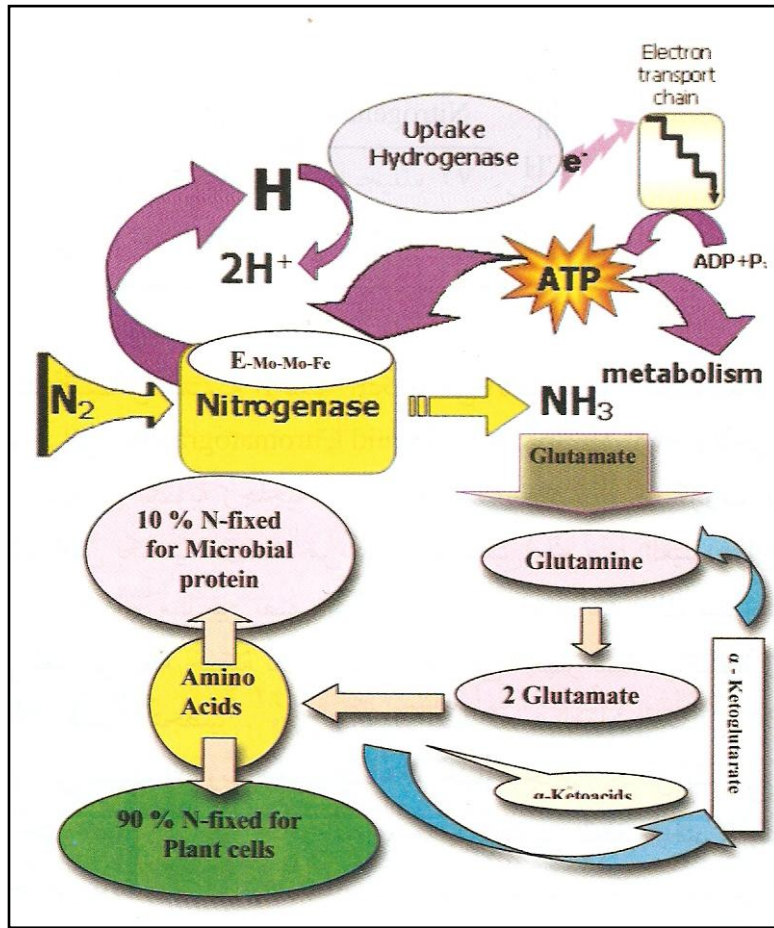 Electron
transport
chain
Uptake
Hydrogenase
e-
H
2H+
ADP+Pi
ATP
E-Mo-Mo-Fe
N2
Nitrogenase
NH3
metabolism
Glutamate
10 % N-fixed
for Microbial
protein
Glutamine
Amino
Acids
2 Glutamate
α - Ketoglutarate
α-Ketoacids
90 % N-fixed for
Plant cells